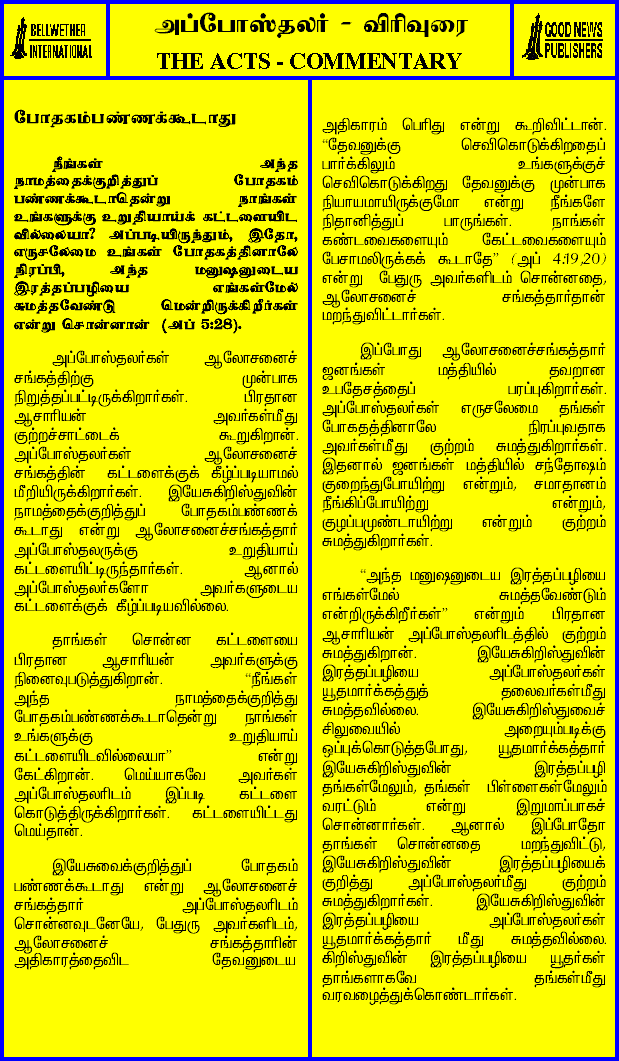 BELLWETHER
INTERNATIONAL
அப்போஸ்தலர் - விரிவுரை
THE ACTS - COMMENTARY
GOOD NEWS
PUBLISHERS
போதகம்பண்ணக்கூடாது
நீங்கள் அந்த
நாமத்தைக்குறித்துப் போதகம்
பண்ணக்கூடாதென்று நாங்கள்
உங்களுக்கு உறுதியாய்க் கட்டளையிட
வில்லையா? அப்படியிருந்தும், இதோ,
எருசலேமை உங்கள் போதகத்தினாலே
நிரப்பி, அந்த மனுஷனுடைய
இரத்தப்பழியை எங்கள்மேல்
சுமத்தவேண்டு மென்றிருக்கிறீர்கள்
என்று சொன்னான் (அப் 5:28).
அப்போஸ்தலர்கள் ஆலோசனைச்
சங்கத்திற்கு முன்பாக
நிறுத்தப்பட்டிருக்கிறார்கள். பிரதான
ஆசாரியன் அவர்கள்மீது
குற்றச்சாட்டைக் கூறுகிறான்.
அப்போஸ்தலர்கள் ஆலோசனைச்
சங்கத்தின் கட்டளைக்குக் கீழ்ப்படியாமல்
மீறியிருக்கிறார்கள். இயேசுகிறிஸ்துவின்
நாமத்தைக்குறித்துப் போதகம்பண்ணக்
கூடாது என்று ஆலோசனைச்சங்கத்தார்
அப்போஸ்தலருக்கு உறுதியாய்
கட்டளையிட்டிருந்தார்கள். ஆனால்
அப்போஸ்தலர்களோ அவர்களுடைய
கட்டளைக்குக் கீழ்ப்படியவில்லை.
தாங்கள் சொன்ன கட்டளையை
பிரதான ஆசாரியன் அவர்களுக்கு
நினைவுபடுத்துகிறான். “நீங்கள்
அந்த நாமத்தைக்குறித்து
போதகம்பண்ணக்கூடாதென்று நாங்கள்
உங்களுக்கு உறுதியாய்
கட்டளையிடவில்லையா” என்று
கேட்கிறான். மெய்யாகவே அவர்கள்
அப்போஸ்தலரிடம் இப்படி கட்டளை
கொடுத்திருக்கிறார்கள். கட்டளையிட்டது
மெய்தான்.
இயேசுவைக்குறித்துப் போதகம்
பண்ணக்கூடாது என்று ஆலோசனைச்
சங்கத்தார் அப்போஸ்தலரிடம்
சொன்னவுடனேயே, பேதுரு அவர்களிடம்,
ஆலோசனைச் சங்கத்தாரின்
அதிகாரத்தைவிட தேவனுடைய
அதிகாரம் பெரிது என்று கூறிவிட்டான்.
“தேவனுக்கு செவிகொடுக்கிறதைப்
பார்க்கிலும் உங்களுக்குச்
செவிகொடுக்கிறது தேவனுக்கு முன்பாக
நியாயமாயிருக்குமோ என்று நீங்களே
நிதானித்துப் பாருங்கள். நாங்கள்
கண்டவைகளையும் கேட்டவைகளையும்
பேசாமலிருக்கக் கூடாதே” (அப் 4:19,20)
என்று பேதுரு அவர்களிடம் சொன்னதை,
ஆலோசனைச் சங்கத்தார்தான்
மறந்துவிட்டார்கள்.
இப்போது ஆலோசனைச்சங்கத்தார்
ஜனங்கள் மத்தியில் தவறான
உபதேசத்தைப் பரப்புகிறார்கள்.
அப்போஸ்தலர்கள் எருசலேமை தங்கள்
போகதத்தினாலே நிரப்புவதாக
அவர்கள்மீது குற்றம் சுமத்துகிறார்கள்.
இதனால் ஜனங்கள் மத்தியில் சந்தோஷம்
குறைந்துபோயிற்று என்றும், சமாதானம்
நீங்கிப்போயிற்று என்றும்,
குழப்பமுண்டாயிற்று என்றும் குற்றம்
சுமத்துகிறார்கள்.
“அந்த மனுஷனுடைய இரத்தப்பழியை
எங்கள்மேல் சுமத்தவேண்டும்
என்றிருக்கிறீர்கள்” என்றும் பிரதான
ஆசாரியன் அப்போஸ்தலரிடத்தில் குற்றம்
சுமத்துகிறான். இயேசுகிறிஸ்துவின்
இரத்தப்பழியை அப்போஸ்தலர்கள்
யூதமார்க்கத்துத் தலைவர்கள்மீது
சுமத்தவில்லை. இயேசுகிறிஸ்துவைச்
சிலுவையில் அறையும்படிக்கு
ஒப்புக்கொடுத்தபோது, யூதமார்க்கத்தார்
இயேசுகிறிஸ்துவின் இரத்தப்பழி
தங்கள்மேலும், தங்கள் பிள்ளைகள்மேலும்
வரட்டும் என்று இறுமாப்பாகச்
சொன்னார்கள். ஆனால் இப்போதோ
தாங்கள் சொன்னதை மறந்துவிட்டு,
இயேசுகிறிஸ்துவின் இரத்தப்பழியைக்
குறித்து அப்போஸ்தலர்மீது குற்றம்
சுமத்துகிறார்கள். இயேசுகிறிஸ்துவின்
இரத்தப்பழியை அப்போஸ்தலர்கள்
யூதமார்க்கத்தார் மீது சுமத்தவில்லை.
கிறிஸ்துவின் இரத்தப்பழியை யூதர்கள்
தாங்களாகவே தங்கள்மீது
வரவழைத்துக்கொண்டார்கள்.